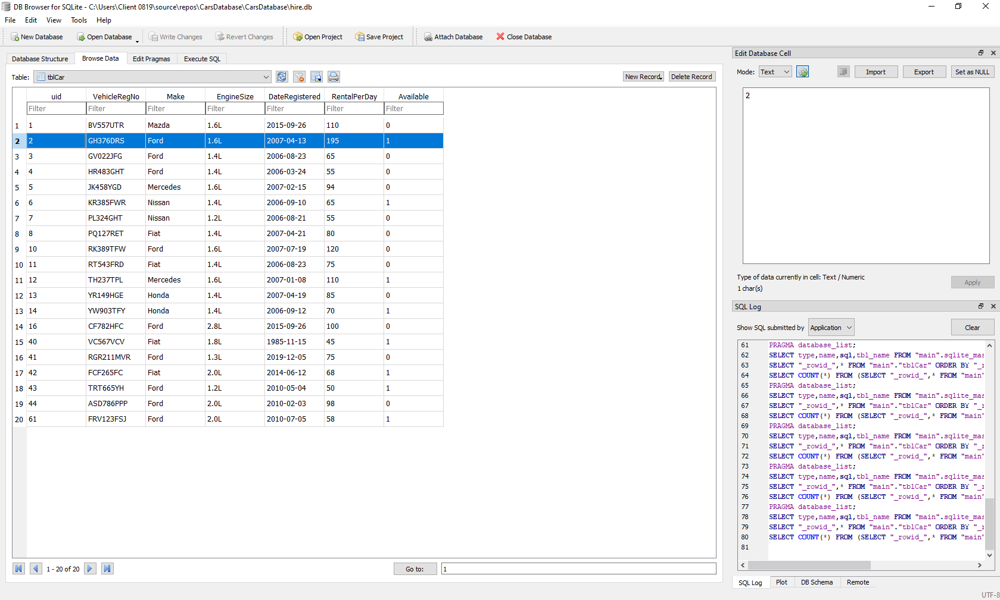 DB Browser for SQLite - C:\Users\Client 0819\source\repos\CarsDatabase\CarsDatabase\hire.db
File Edit View Tools Help
New Database Open Database Write Changes Revert Changes Open Project Save Project Attach Database Close Database
Database Structure Browse Data Edit Pragmas Execute SQL
Table: tblCar New Record Delete Record
uid VehicleRegNo Make EngineSize DateRegistered RentalPerDay Available
Filter Filter Filter Filter Filter Filter Filter
1 1 BV557UTR Mazda 1.6L 2015-09-26 110 0
2 2 GH376DRS Ford 1.6L 2007-04-13 195 1
3 3 GV022JFG Ford 1.4L 2006-08-23 65 0
4 4 HR483GHT Ford 1.4L 2006-03-24 55 0
5 5 JK458YGD Mercedes 1.6L 2007-02-15 94 0
6 6 KR385FWR Nissan 1.4L 2006-09-10 65 1
7 7 PL324GHT Nissan 1.2L 2006-08-21 55 0
8 8 PQ127RET Fiat 1.4L 2007-04-21 80 0
9 10 RK389TFW Ford 1.6L 2007-07-19 120 0
10 11 RT543FRD Fiat 1.4L 2006-08-23 75 0
11 12 TH237TPL Mercedes 1.6L 2007-01-08 110 1
12 13 YR149HGE Honda 1.4L 2007-04-19 85 0
13 14 YW903TFY Honda 1.4L 2006-09-12 70 1
14 16 CF782HFC Ford 2.8L 2015-09-26 100 0
15 40 VC567VCV Fiat 1.8L 1985-11-15 45 1
16 41 RGR211MVR Ford 1.3L 2019-12-05 75 0
17 42 FCF265FC Fiat 2.0L 2014-06-12 68 1
18 43 TRT665YH Ford 1.2L 2010-05-04 50 1
19 44 ASD786PPP Ford 2.0L 2010-02-03 98 0
20 61 FRV123FSJ Ford 2.0L 2010-07-05 58 1
1 - 20 of 20 Go to: 1
Edit Database Cell
Mode: Text Import Export Set as NULL
2
Type of data currently in cell: Text / Numeric
1 char(s)
Apply
SQL Log
Show SQL submitted by Application Clear
61 PRAGMA database_list;
62 SELECT type,name,sql,tbl_name FROM "main".sqlite_mas
63 SELECT "_rowid_",* FROM "main"."tblCar" ORDER BY "_r
64 SELECT COUNT(*) FROM (SELECT "_rowid_",* FROM "main"
65 PRAGMA database_list;
66 SELECT type,name,sql,tbl_name FROM "main".sqlite_mas
67 SELECT "_rowid_",* FROM "main"."tblCar" ORDER BY "_r
68 SELECT COUNT(*) FROM (SELECT "_rowid_",* FROM "main"
69 PRAGMA database_list;
70 SELECT type,name,sql,tbl_name FROM "main".sqlite_mas
71 SELECT "_rowid_",* FROM "main"."tblCar" ORDER BY "_r
72 SELECT COUNT(*) FROM (SELECT "_rowid_",* FROM "main"
73 PRAGMA database_list;
74 SELECT type,name,sql,tbl_name FROM "main".sqlite_mas
75 SELECT "_rowid_",* FROM "main"."tblCar" ORDER BY "_r
76 SELECT COUNT(*) FROM (SELECT "_rowid_",* FROM "main"
77 PRAGMA database_list;
78 SELECT type,name,sql,tbl_name FROM "main".sqlite_mas
79 SELECT "_rowid_",* FROM "main"."tblCar" ORDER BY "_r
80 SELECT COUNT(*) FROM (SELECT "_rowid_",* FROM "main"
81
SQL Log Plot DB Schema Remote
UTF-8